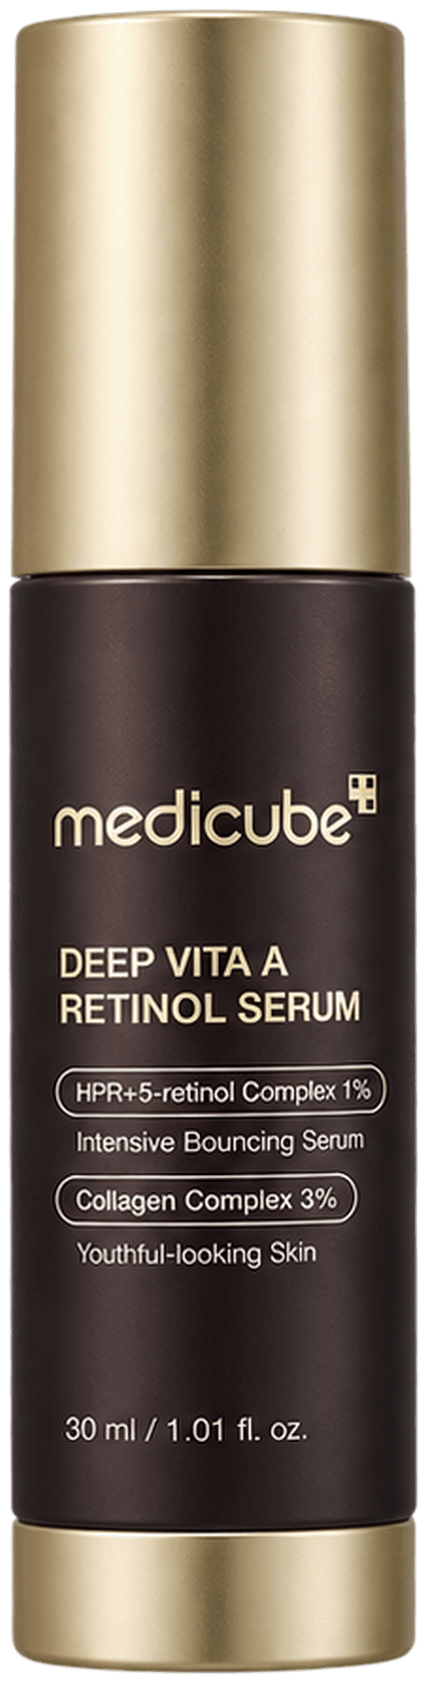 medicube
DEEP VITA A
RETINOL SERUM
HPR+5-retinol Complex 1%
Intensive Bouncing Serum
Collagen Complex 3%
Youthful-looking Skin
30 ml / 1.01 fl. oz.